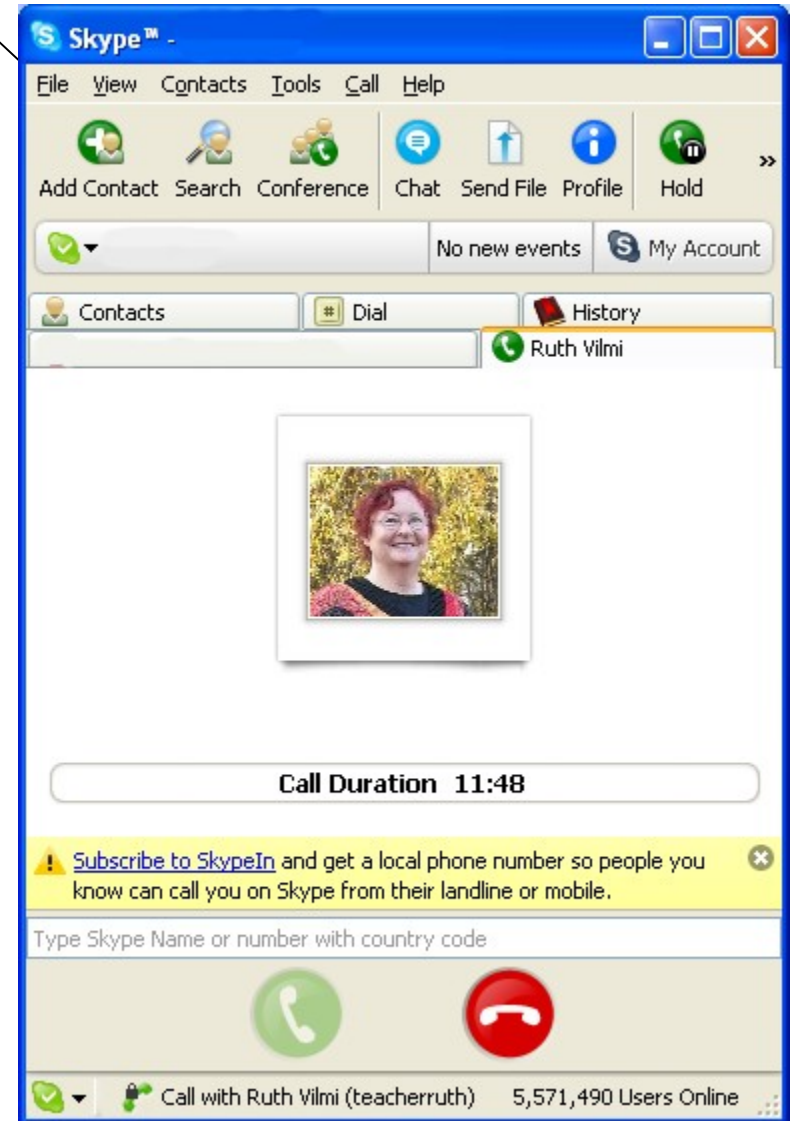 Skype™ -
File View Contacts Tools Call Help
Add Contact Search Conference Chat Send File Profile Hold »
No new events S My Account
Contacts # Dial History
Ruth Vilmi
Call Duration 11:48
Subscribe to SkypeIn and get a local phone number so people you
know can call you on Skype from their landline or mobile.
Type Skype Name or number with country code
Call with Ruth Vilmi (teacherruth) 5,571,490 Users Online